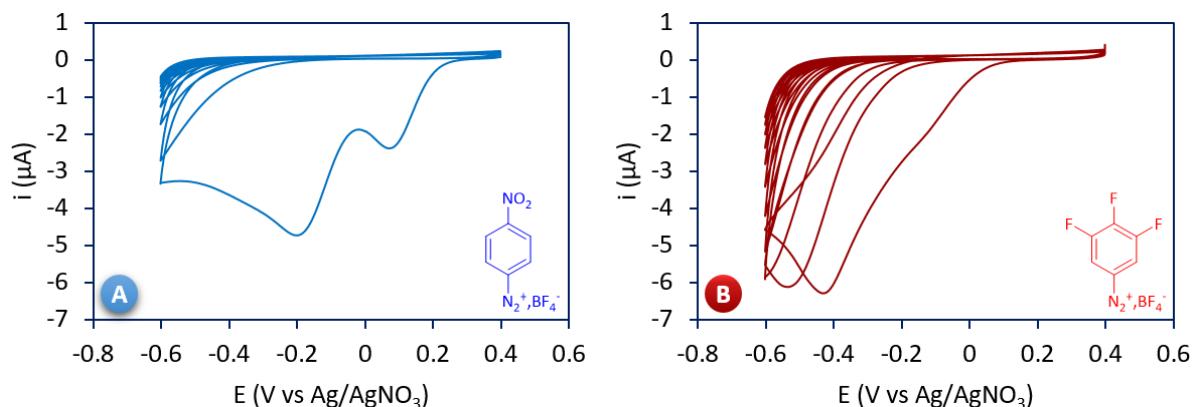 1
0
-1
-2
-3
-4
-5
-6
-7
i (μA)
-0.8 -0.6 -0.4 -0.2 0 0.2 0.4 0.6
E (V vs Ag/AgNO₃)
A
NO₂
N₂⁺,BF₄⁻
1
0
-1
-2
-3
-4
-5
-6
-7
i (μA)
-0.8 -0.6 -0.4 -0.2 0 0.2 0.4 0.6
E (V vs Ag/AgNO₃)
B
F
F F
N₂⁺,BF₄⁻